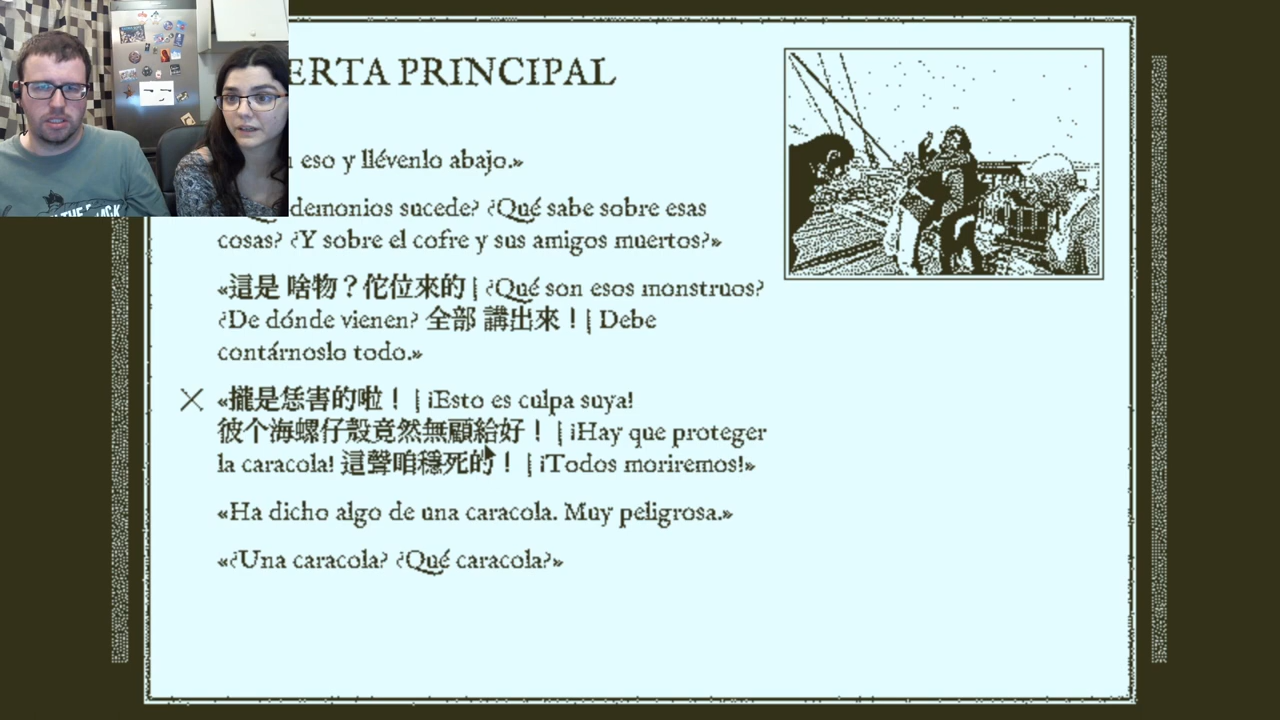 ERTA PRINCIPAL
eso y llévenlo abajo.»
demonios sucede? ¿Qué sabe sobre esas
cosas? ¿Y sobre el cofre y sus amigos muertos?»
«這是 啥物？佗位來的 | ¿Qué son esos monstruos?
¿De dónde vienen? 全部 講出來！| Debe
contárnoslo todo.»
«攏是恁害的啦！ | ¡Esto es culpa suya!
彼个海螺仔殼竟然無顧給好！ | ¡Hay que proteger
la caracola! 這聲咱穩死的！ | ¡Todos moriremos!»
«Ha dicho algo de una caracola. Muy peligrosa.»
«¿Una caracola? ¿Qué caracola?»